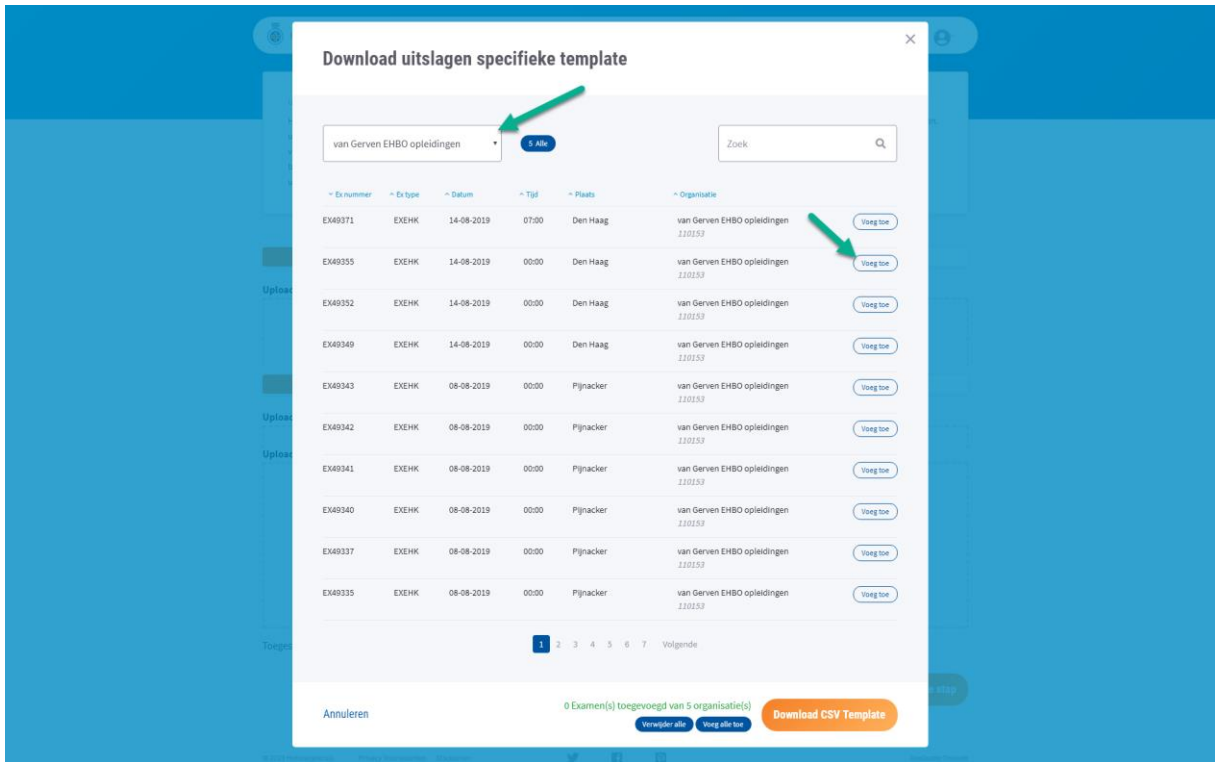 Download uitslagen specifieke template
×
van Gerven EHBO opleidingen
5 Alle
Zoek
Ex nummer Ex type Datum Tijd Plaats Organisatie
EX49371 EXEHK 14-08-2019 07:00 Den Haag van Gerven EHBO opleidingen Voeg toe
110153
EX49355 EXEHK 14-08-2019 00:00 Den Haag van Gerven EHBO opleidingen Voeg toe
110153
EX49352 EXEHK 14-08-2019 00:00 Den Haag van Gerven EHBO opleidingen Voeg toe
110153
EX49349 EXEHK 14-08-2019 00:00 Den Haag van Gerven EHBO opleidingen Voeg toe
110153
EX49343 EXEHK 08-08-2019 00:00 Pijnacker van Gerven EHBO opleidingen Voeg toe
110153
EX49342 EXEHK 08-08-2019 00:00 Pijnacker van Gerven EHBO opleidingen Voeg toe
110153
EX49341 EXEHK 08-08-2019 00:00 Pijnacker van Gerven EHBO opleidingen Voeg toe
110153
EX49340 EXEHK 08-08-2019 00:00 Pijnacker van Gerven EHBO opleidingen Voeg toe
110153
EX49337 EXEHK 08-08-2019 00:00 Pijnacker van Gerven EHBO opleidingen Voeg toe
110153
EX49335 EXEHK 08-08-2019 00:00 Pijnacker van Gerven EHBO opleidingen Voeg toe
110153
1 2 3 4 5 6 7 Volgende
Annuleren
0 Examen(s) toegevoegd van 5 organisatie(s)
Verwijder alle Voeg alle toe
Download CSV Template